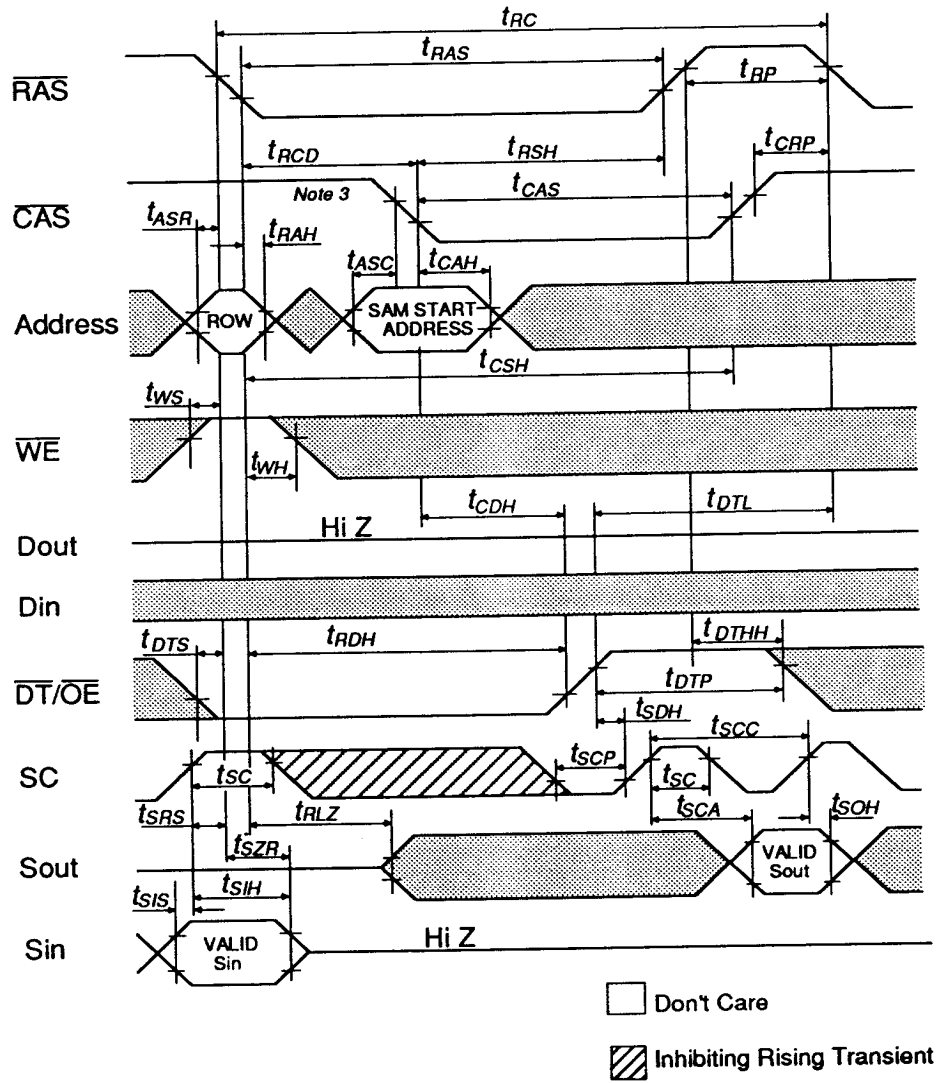 tRC
tRAS
RAS
tRP
tRCD
tRSH
tCRP
Note 3
tCAS
CAS
tASR
tRAH
tASC
tCAH
Address
ROW
SAM START
ADDRESS
tCSH
tWS
WE
tWH
tCDH
tDTL
Hi Z
Dout
Din
tDTS
tRDH
tDTHH
DT/OE
tDTP
tSDH
tSCC
SC
tSC
tSCP
tSC
tSRS
tRLZ
tSCA
tSOH
tSZR
Sout
VALID
Sout
tSIS
tSIH
Sin
VALID
Sin
Hi Z
Don't Care
Inhibiting Rising Transient